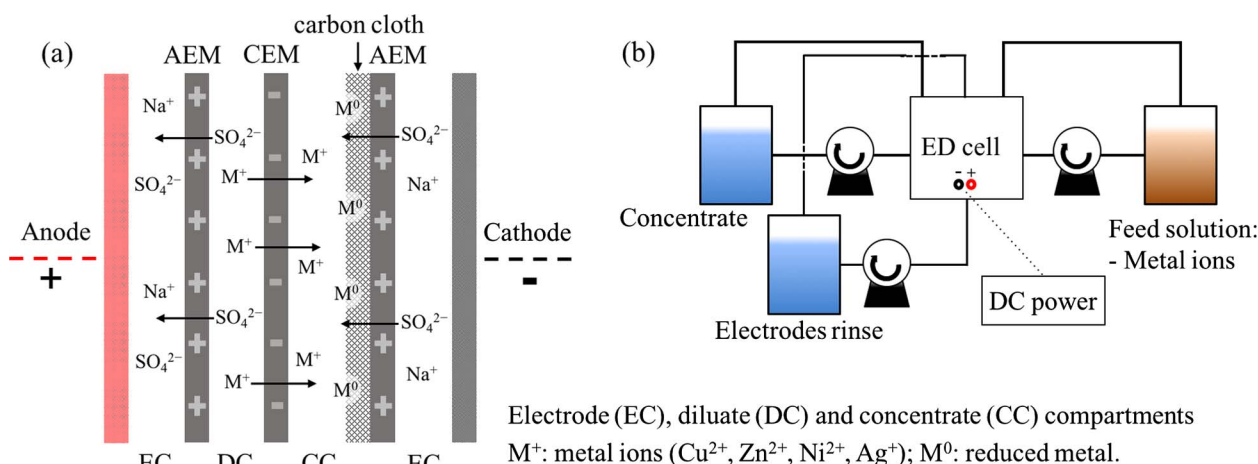 carbon cloth
(a)
AEM CEM AEM
Na⁺ M⁰
SO₄²⁻ SO₄²⁻
M⁺
M⁺
SO₄²⁻ Na⁺
M⁰
Anode Cathode
+ M⁺ -
M⁺
Na⁺ M⁰
SO₄²⁻ SO₄²⁻
SO₄²⁻ M⁺
M⁺ M⁰ Na⁺
EC DC CC EC
(b)
ED cell
- +
Concentrate
Feed solution:
- Metal ions
DC power
Electrodes rinse
Electrode (EC), diluate (DC) and concentrate (CC) compartments
M⁺: metal ions (Cu²⁺, Zn²⁺, Ni²⁺, Ag⁺); M⁰: reduced metal.